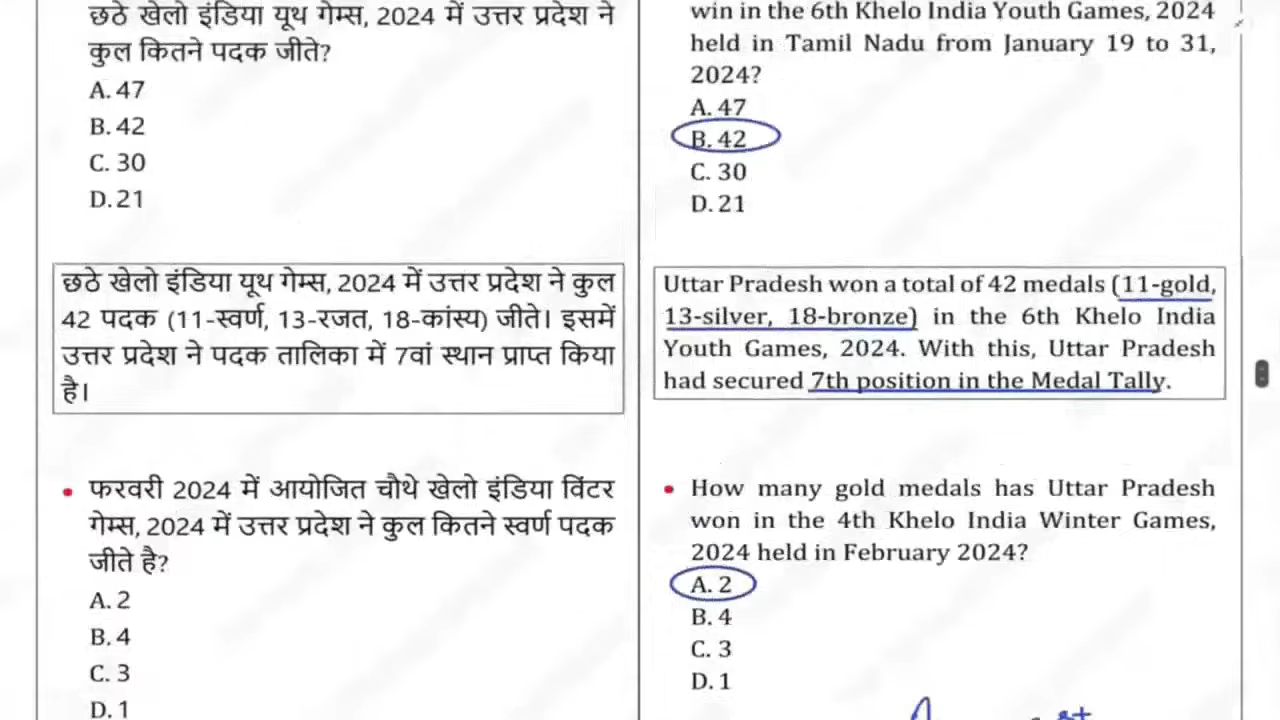 छठे खेलो इंडिया यूथ गेम्स, 2024 में उत्तर प्रदेश ने
कुल कितने पदक जीते?
A. 47
B. 42
C. 30
D. 21
छठे खेलो इंडिया यूथ गेम्स, 2024 में उत्तर प्रदेश ने कुल
42 पदक (11-स्वर्ण, 13-रजत, 18-कांस्य) जीते। इसमें
उत्तर प्रदेश ने पदक तालिका में 7वां स्थान प्राप्त किया
है।
• फरवरी 2024 में आयोजित चौथे खेलो इंडिया विंटर
गेम्स, 2024 में उत्तर प्रदेश ने कुल कितने स्वर्ण पदक
जीते है?
A. 2
B. 4
C. 3
D. 1
win in the 6th Khelo India Youth Games, 2024
held in Tamil Nadu from January 19 to 31,
2024?
A. 47
B. 42
C. 30
D. 21
Uttar Pradesh won a total of 42 medals (11-gold,
13-silver, 18-bronze) in the 6th Khelo India
Youth Games, 2024. With this, Uttar Pradesh
had secured 7th position in the Medal Tally.
• How many gold medals has Uttar Pradesh
won in the 4th Khelo India Winter Games,
2024 held in February 2024?
A. 2
B. 4
C. 3
D. 1